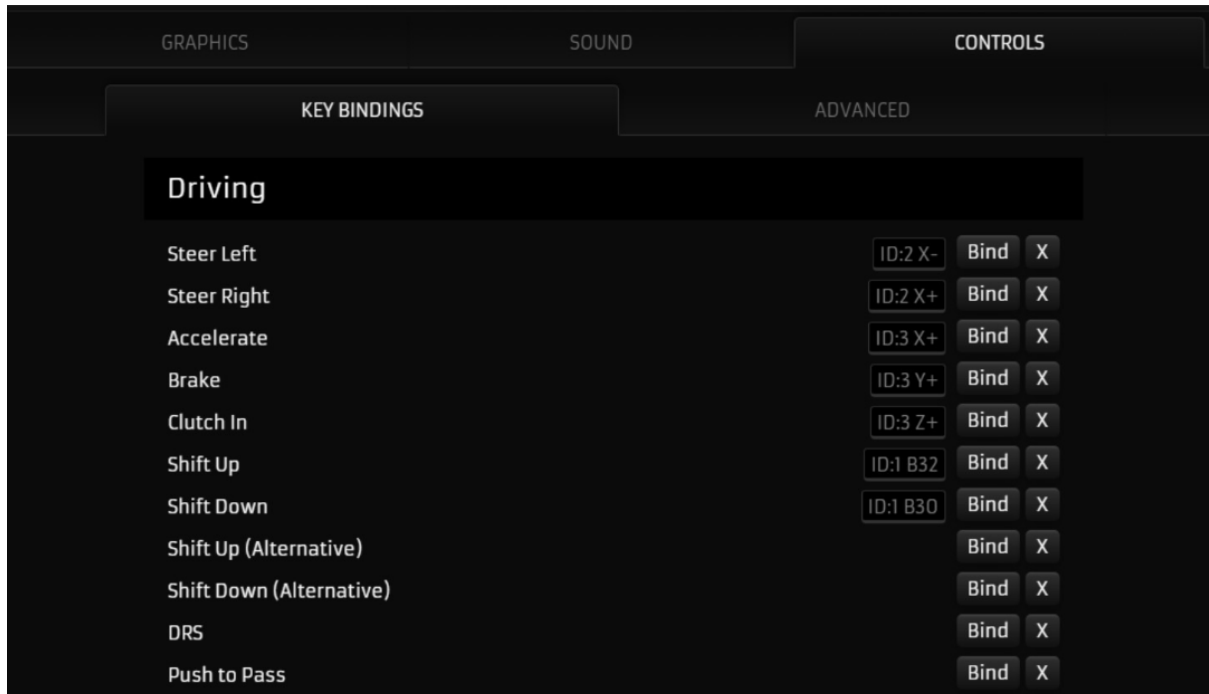 GRAPHICS SOUND CONTROLS
KEY BINDINGS ADVANCED
Driving
Steer Left ID:2 X- Bind X
Steer Right ID:2 X+ Bind X
Accelerate ID:3 X+ Bind X
Brake ID:3 Y+ Bind X
Clutch In ID:3 Z+ Bind X
Shift Up ID:1 B32 Bind X
Shift Down ID:1 B30 Bind X
Shift Up (Alternative) Bind X
Shift Down (Alternative) Bind X
DRS Bind X
Push to Pass Bind X